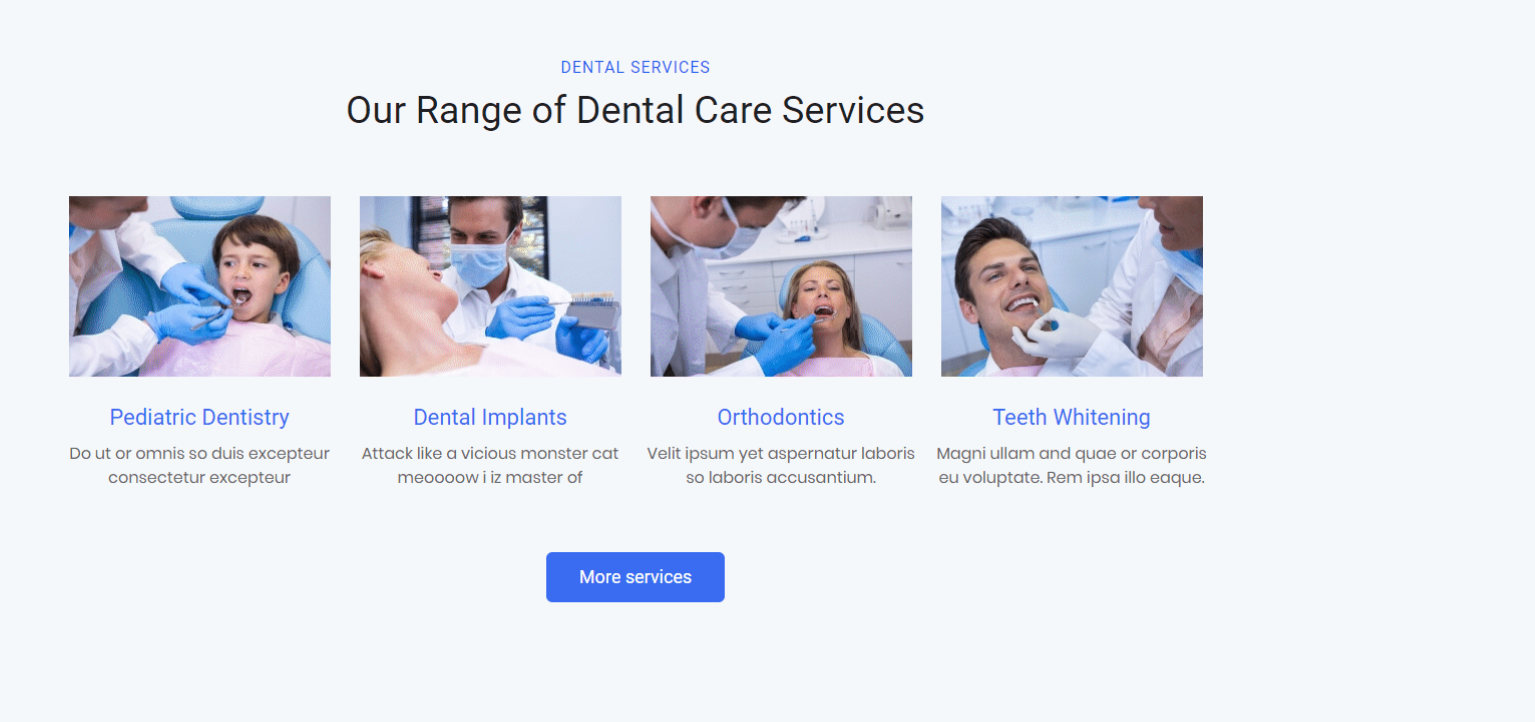 DENTAL SERVICES
Our Range of Dental Care Services
Pediatric Dentistry
Do ut or omnis so duis excepteur
consectetur excepteur
Dental Implants
Attack like a vicious monster cat
meoooow i iz master of
Orthodontics
Velit ipsum yet aspernatur laboris
so laboris accusantium.
Teeth Whitening
Magni ullam and quae or corporis
eu voluptate. Rem ipsa illo eaque.
More services